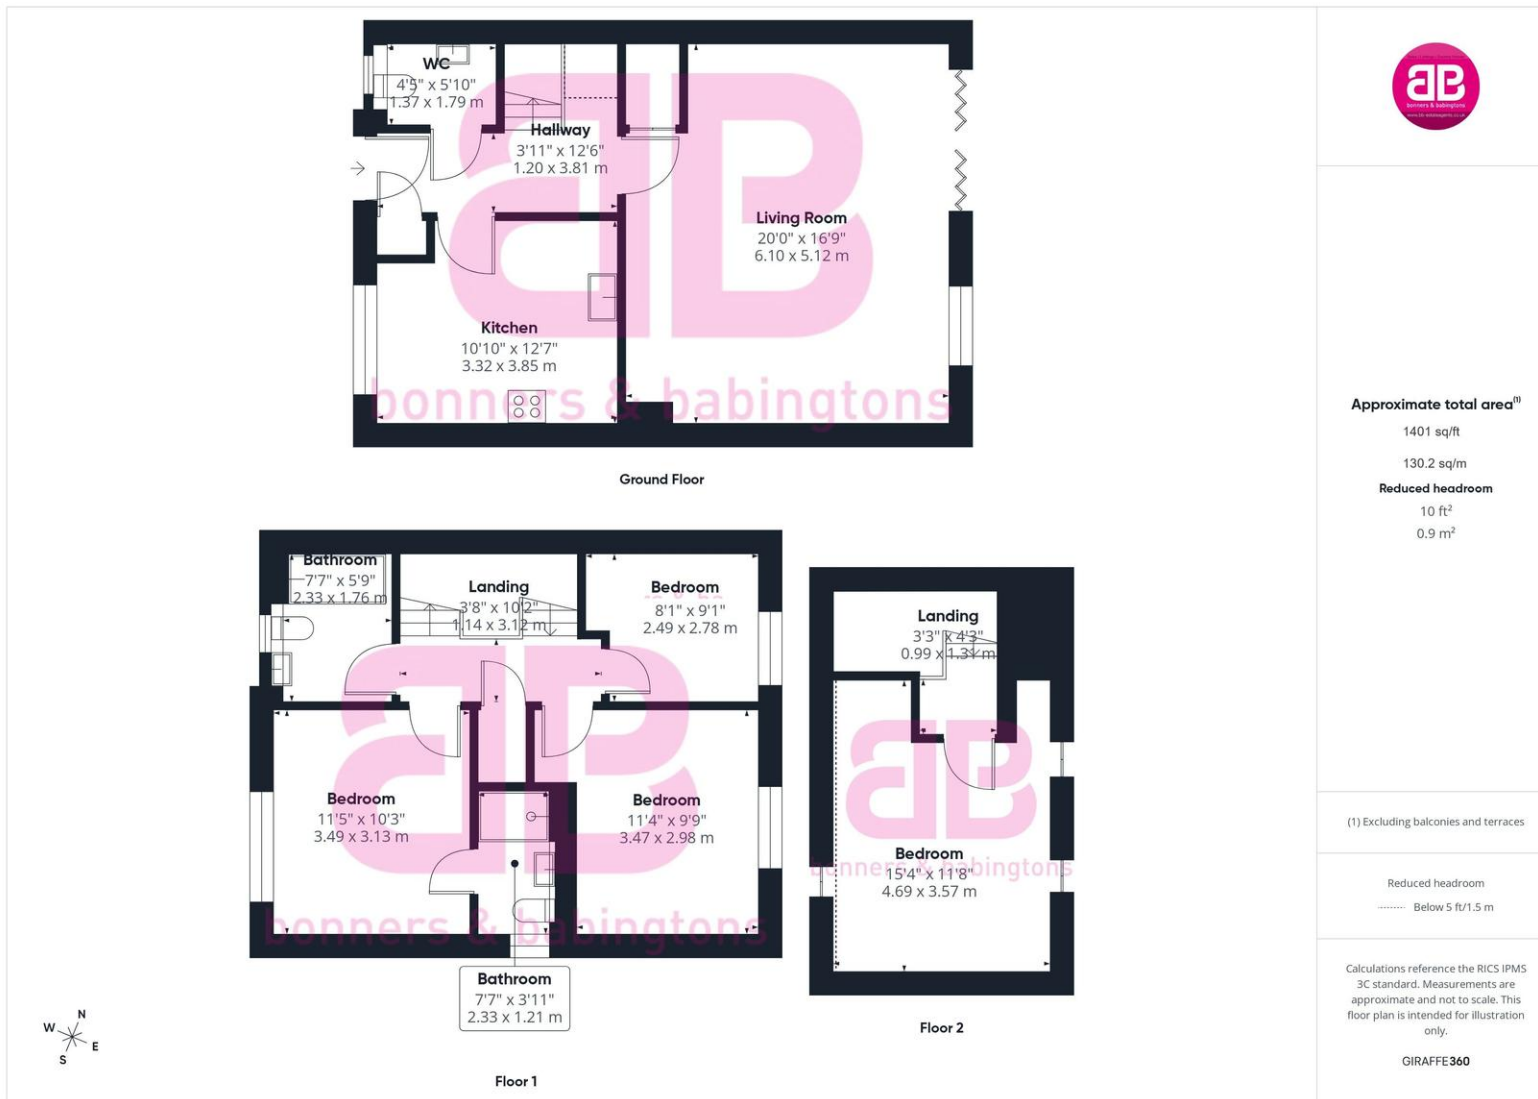 WC
4'5" x 5'10"
1.37 x 1.79 m
Hallway
3'11" x 12'6"
1.20 x 3.81 m
Living Room
20'0" x 16'9"
6.10 x 5.12 m
Kitchen
10'10" x 12'7"
3.32 x 3.85 m
bonners & babingtons
Ground Floor
Bathroom
7'7" x 5'9"
2.33 x 1.76 m
Landing
3'8" x 10'2"
1.14 x 3.12 m
Bedroom
8'1" x 9'1"
2.49 x 2.78 m
Bedroom
11'5" x 10'3"
3.49 x 3.13 m
Bedroom
11'4" x 9'9"
3.47 x 2.98 m
bonners & babingtons
Bathroom
7'7" x 3'11"
2.33 x 1.21 m
Floor 1
Landing
3'3" x 4'3"
0.99 x 1.31 m
Bedroom
15'4" x 11'8"
4.69 x 3.57 m
bonners & babingtons
Floor 2
N
W
E
S
bonners & babingtons
Approximate total area(1)
1401 sq/ft
130.2 sq/m
Reduced headroom
10 ft²
0.9 m²
(1) Excluding balconies and terraces
Reduced headroom
Below 5 ft/1.5 m
Calculations reference the RICS IPMS
3C standard. Measurements are
approximate and not to scale. This
floor plan is intended for illustration
only.
GIRAFFE360